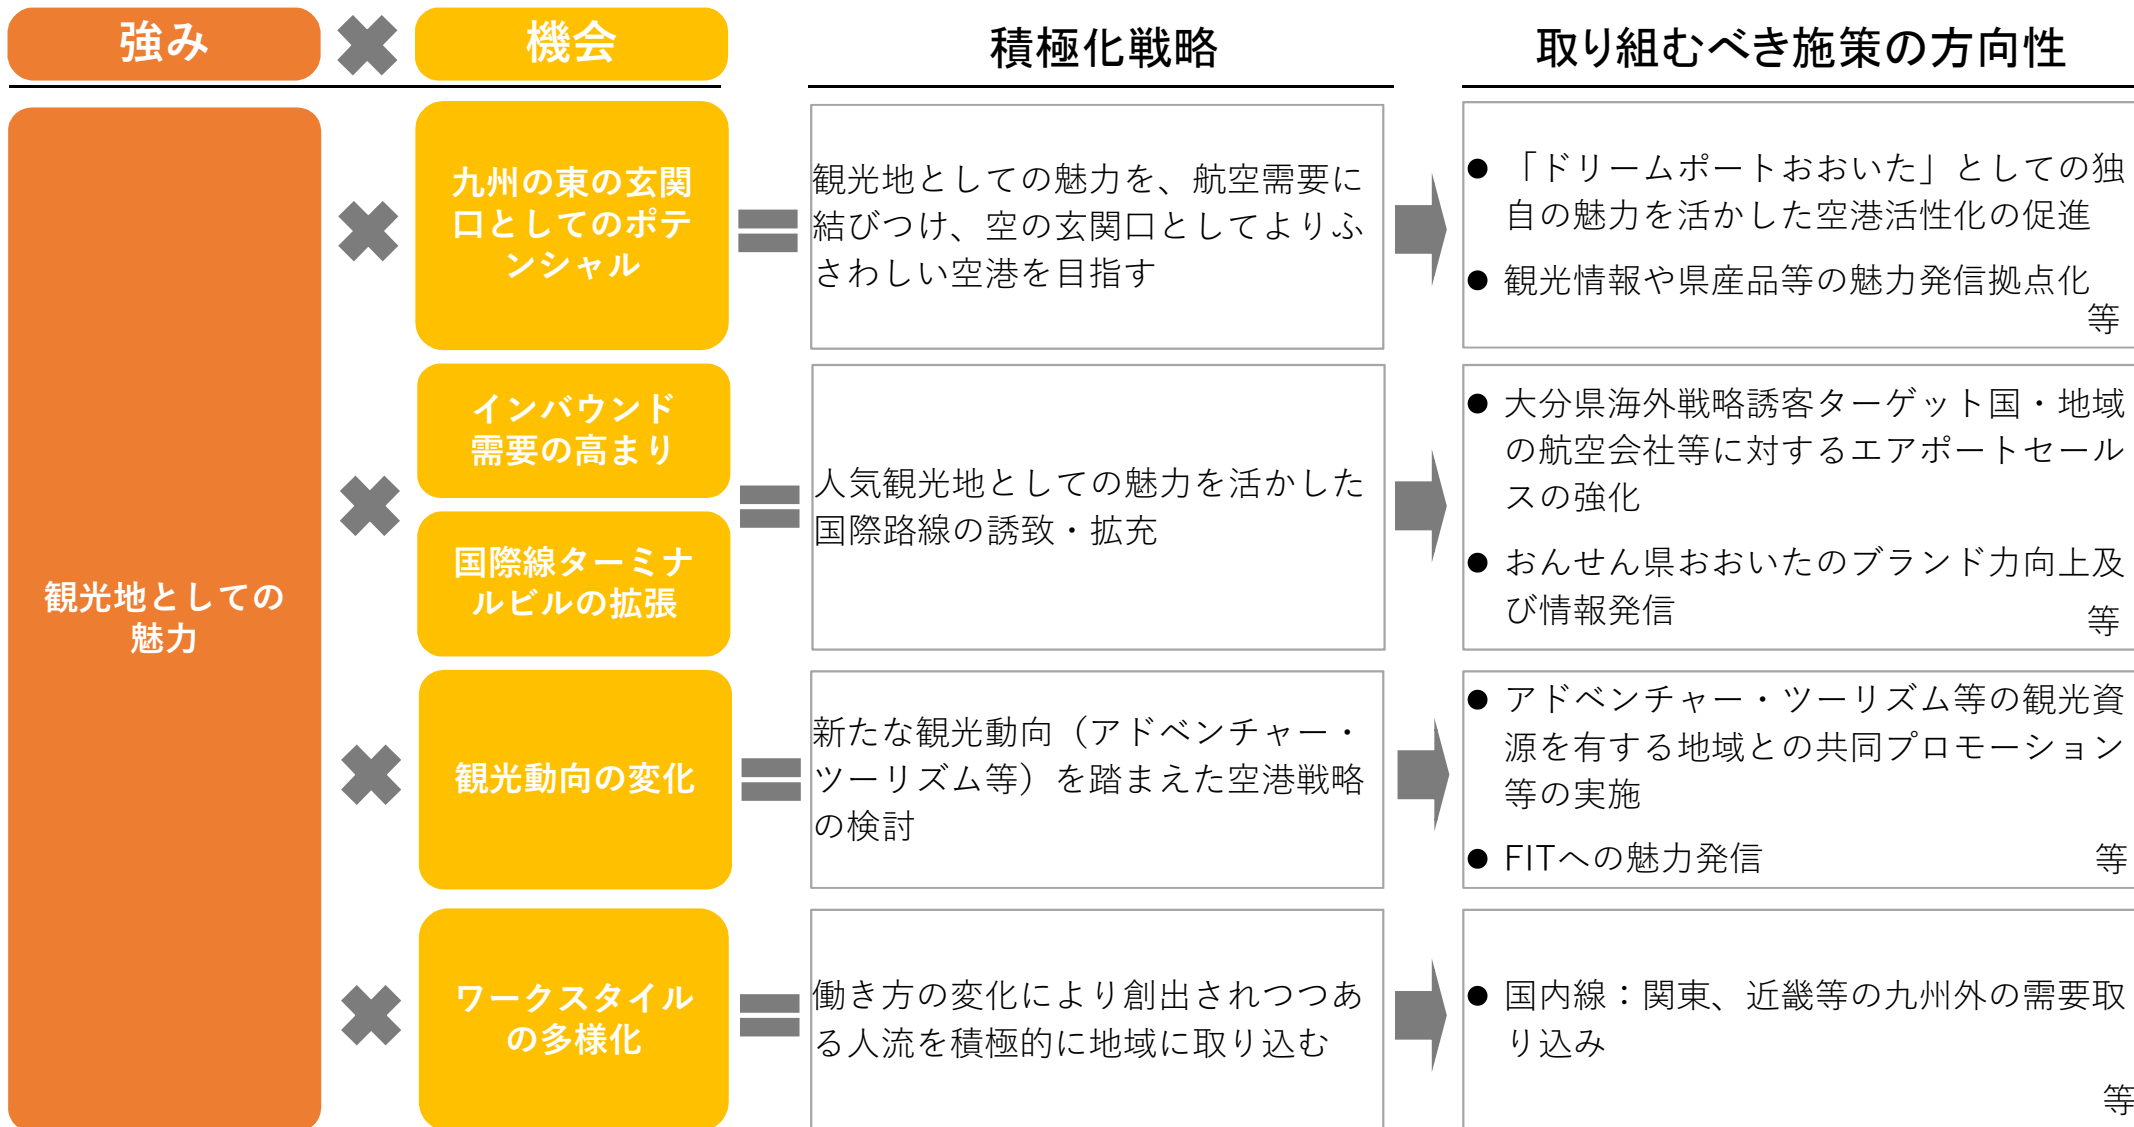 強み
機会
積極化戦略
取り組むべき施策の方向性
観光地としての
魅力
九州の東の玄関
口としてのポテ
ンシャル
観光地としての魅力を、航空需要に
結びつけ、空の玄関口としてよりふ
さわしい空港を目指す
● 「ドリームポートおおいた」としての独
自の魅力を活かした空港活性化の促進
● 観光情報や県産品等の魅力発信拠点化
等
インバウンド
需要の高まり
国際線ターミナ
ルビルの拡張
人気観光地としての魅力を活かした
国際路線の誘致・拡充
● 大分県海外戦略誘客ターゲット国・地域
の航空会社等に対するエアポートセール
スの強化
● おんせん県おおいたのブランド力向上及
び情報発信
等
観光動向の変化
新たな観光動向（アドベンチャー・
ツーリズム等）を踏まえた空港戦略
の検討
● アドベンチャー・ツーリズム等の観光資
源を有する地域との共同プロモーション
等の実施
● FITへの魅力発信 等
ワークスタイル
の多様化
働き方の変化により創出されつつあ
る人流を積極的に地域に取り込む
● 国内線：関東、近畿等の九州外の需要取
り込み
等